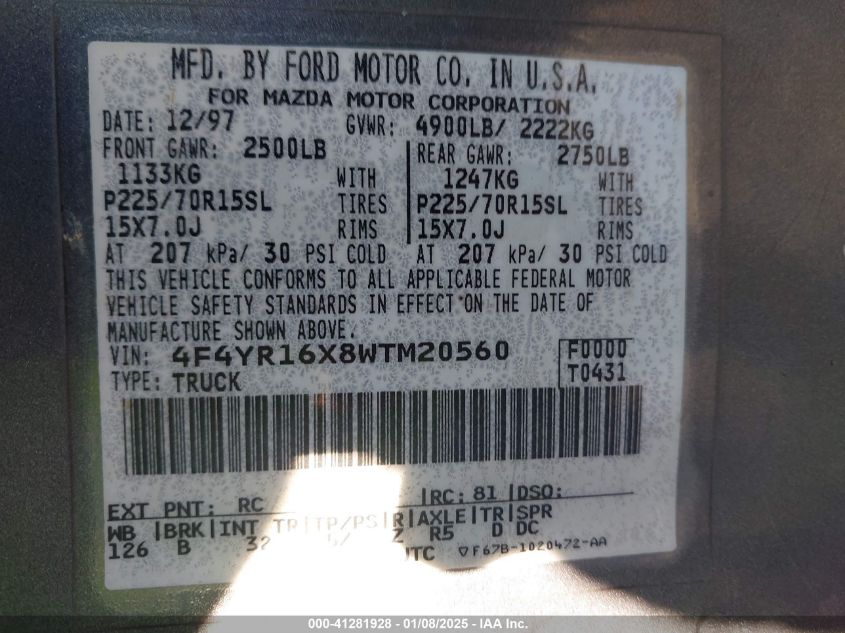 MFD. BY FORD MOTOR CO. IN U.S.A.
FOR MAZDA MOTOR CORPORATION
DATE: 12/97 GVWR: 4900LB/ 2222KG
FRONT GAWR: 2500LB REAR GAWR: 2750LB
1133KG WITH 1247KG WITH
P225/70R15SL TIRES P225/70R15SL TIRES
15X7.0J RIMS 15X7.0J RIMS
AT 207 kPa/ 30 PSI COLD AT 207 kPa/ 30 PSI COLD
THIS VEHICLE CONFORMS TO ALL APPLICABLE FEDERAL MOTOR
VEHICLE SAFETY STANDARDS IN EFFECT ON THE DATE OF
MANUFACTURE SHOWN ABOVE.
VIN: 4F4YR16X8WTM20560 F0000
TYPE: TRUCK T0431
EXT PNT: RC RC: 81 DSO:
WB BRK INT TR TP/PS R AXLE TR SPR
126 B R5 D DC
F67B-1020472-AA
000-41281928 | 01/08/2025 - © IAA Holdings, LLC.